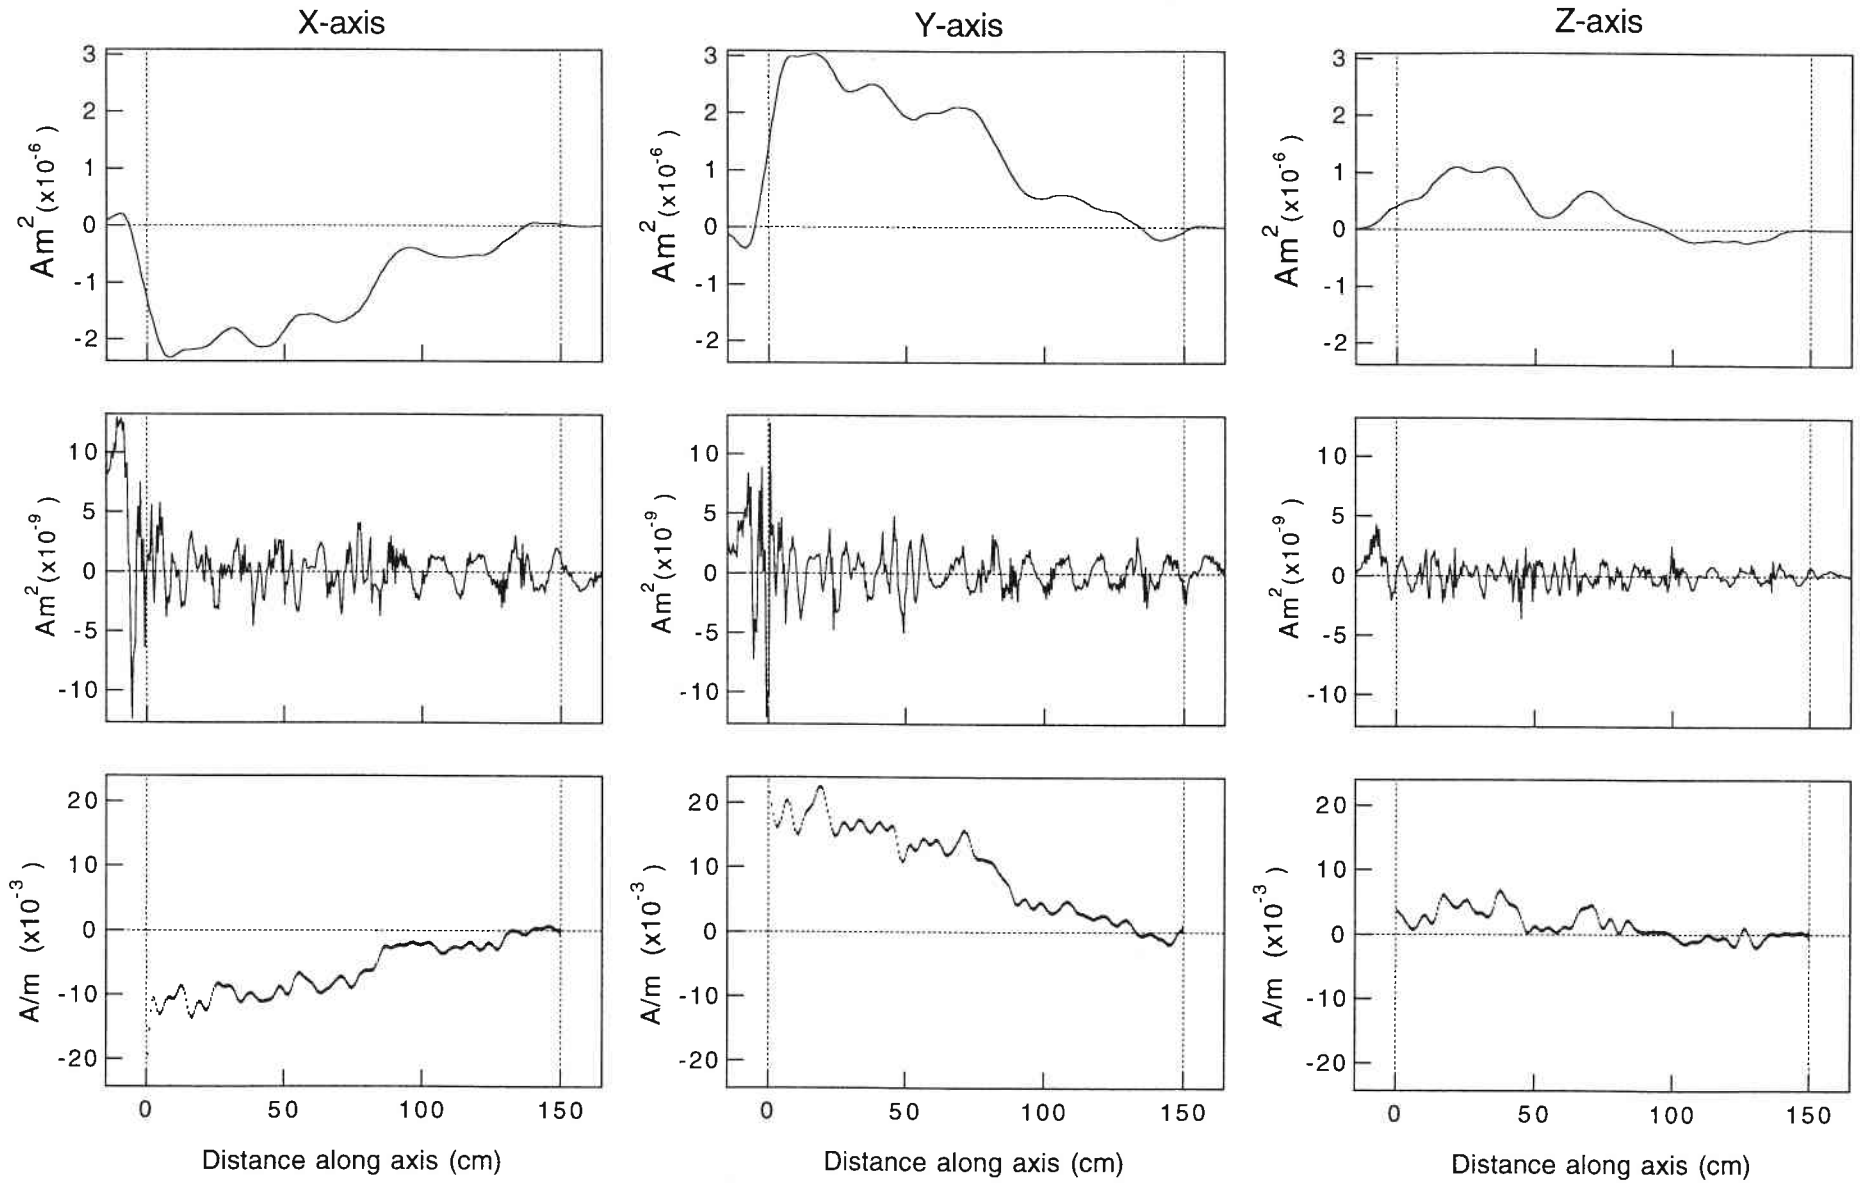 X-axis Y-axis Z-axis
3 3 3
2 2 2
1 1 1
0 0 0
-1 -1 -1
-2 -2 -2
Am² (x10⁻⁶) Am² (x10⁻⁶) Am² (x10⁻⁶)
10 10 10
5 5 5
0 0 0
-5 -5 -5
-10 -10 -10
Am² (x10⁻⁹) Am² (x10⁻⁹) Am² (x10⁻⁹)
20 20 20
10 10 10
0 0 0
-10 -10 -10
-20 -20 -20
A/m (x10⁻³) A/m (x10⁻³) A/m (x10⁻³)
0 50 100 150 0 50 100 150 0 50 100 150
Distance along axis (cm) Distance along axis (cm) Distance along axis (cm)